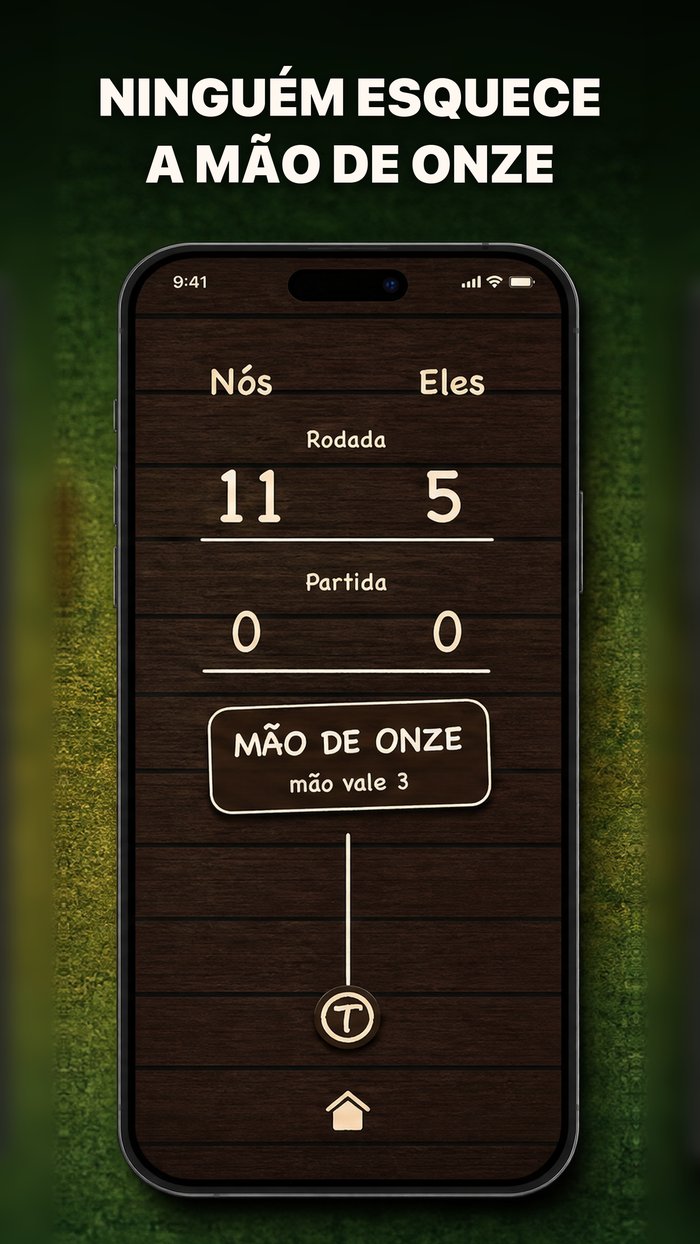 NINGUÉM ESQUECE
A MÃO DE ONZE
9:41
Nós Eles
Rodada
11 5
Partida
0 0
MÃO DE ONZE
mão vale 3
T